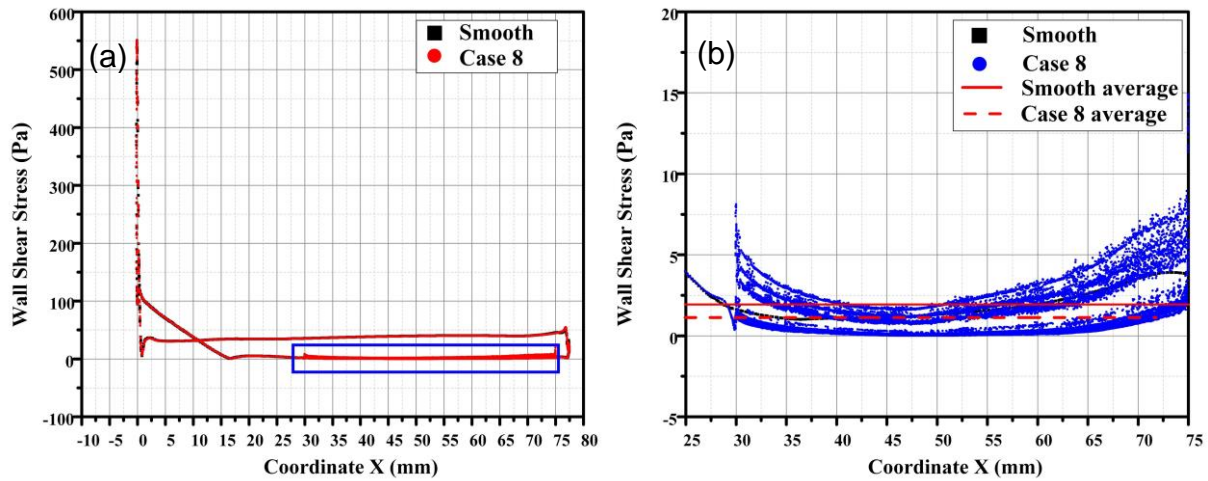 (a)
Smooth
Case 8
Wall Shear Stress (Pa)
600
500
400
300
200
100
0
-100
-10 -5 0 5 10 15 20 25 30 35 40 45 50 55 60 65 70 75 80
Coordinate X (mm)
(b)
Smooth
Case 8
Smooth average
Case 8 average
Wall Shear Stress (Pa)
20
15
10
5
0
-5
25 30 35 40 45 50 55 60 65 70 75
Coordinate X (mm)